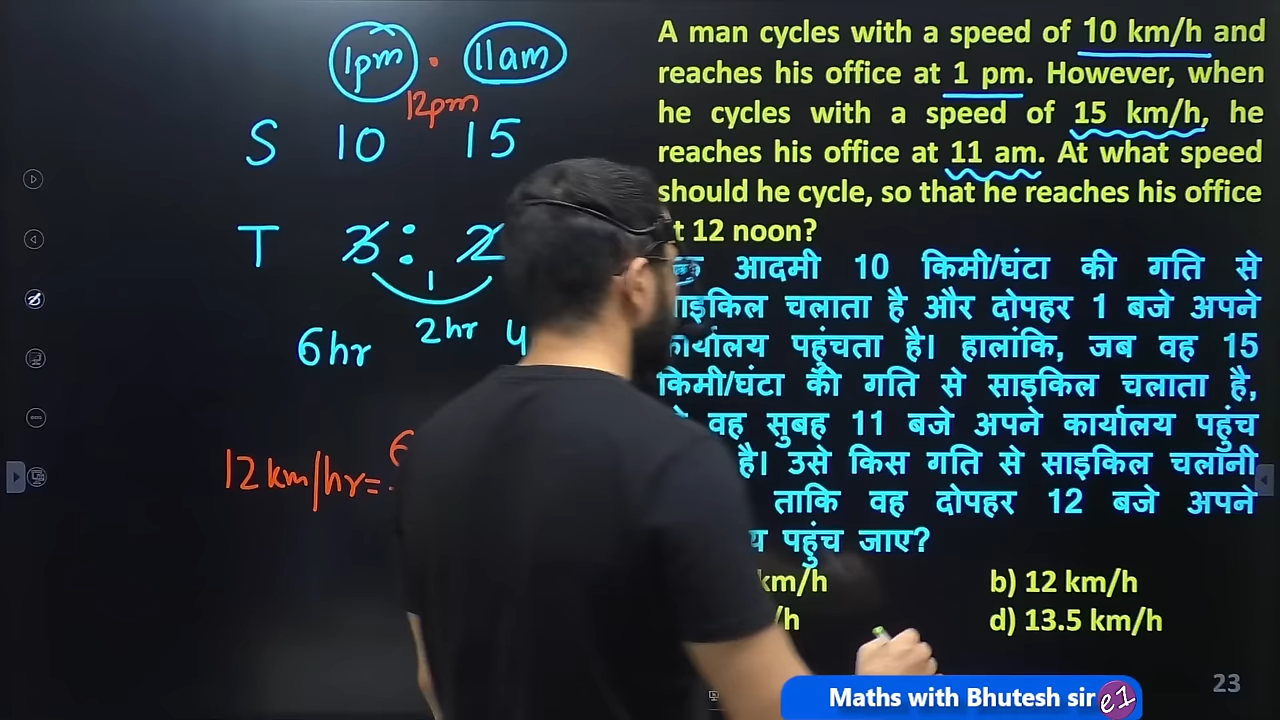 1pm 11am
12pm
S 10 15
T 3 : 2
1
6hr 2hr 4
12km/hr= 6
A man cycles with a speed of 10 km/h and
reaches his office at 1 pm. However, when
he cycles with a speed of 15 km/h, he
reaches his office at 11 am. At what speed
should he cycle, so that he reaches his office
t 12 noon?
आदमी 10 किमी/घंटा की गति से
साइकिल चलाता है और दोपहर 1 बजे अपने
कार्यालय पहुंचता है। हालांकि, जब वह 15
किमी/घंटा की गति से साइकिल चलाता है,
वह सुबह 11 बजे अपने कार्यालय पहुंच
है। उसे किस गति से साइकिल चलानी
ताकि वह दोपहर 12 बजे अपने
य पहुंच जाए?
km/h b) 12 km/h
/h d) 13.5 km/h
23
Maths with Bhutesh sir e1